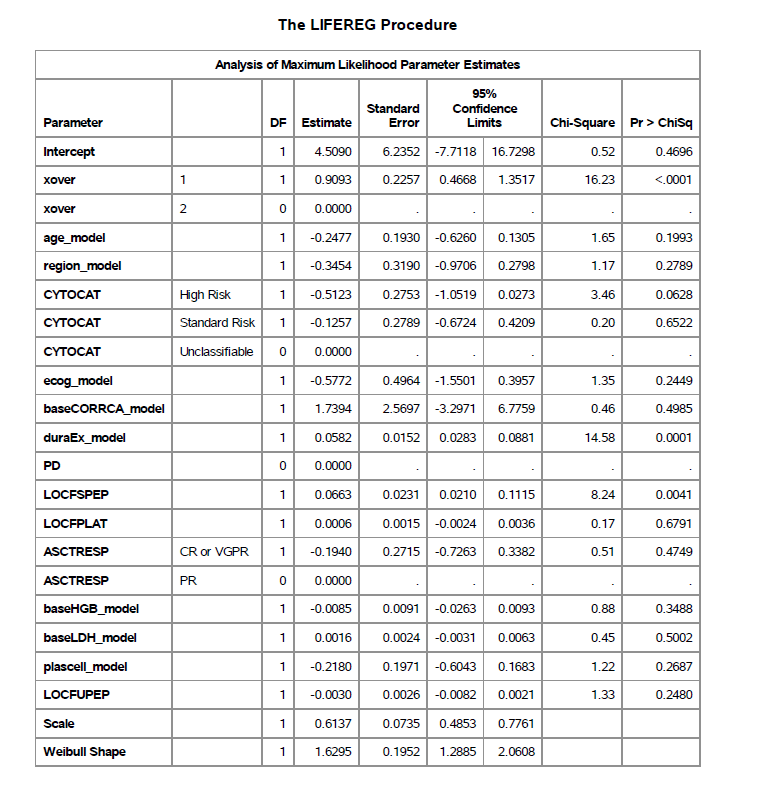 The LIFEREG Procedure
Analysis of Maximum Likelihood Parameter Estimates
Parameter DF Estimate Standard Error 95% Confidence Limits Chi-Square Pr > ChiSq
Intercept 1 4.5090 6.2352 -7.7118 16.7298 0.52 0.4696
xover 1 1 0.9093 0.2257 0.4668 1.3517 16.23 <.0001
xover 2 0 0.0000 . . . . .
age_model 1 -0.2477 0.1930 -0.6260 0.1305 1.65 0.1993
region_model 1 -0.3454 0.3190 -0.9706 0.2798 1.17 0.2789
CYTOCAT High Risk 1 -0.5123 0.2753 -1.0519 0.0273 3.46 0.0628
CYTOCAT Standard Risk 1 -0.1257 0.2789 -0.6724 0.4209 0.20 0.6522
CYTOCAT Unclassifiable 0 0.0000 . . . . .
ecog_model 1 -0.5772 0.4964 -1.5501 0.3957 1.35 0.2449
baseCORRCA_model 1 1.7394 2.5697 -3.2971 6.7759 0.46 0.4985
duraEx_model 1 0.0582 0.0152 0.0283 0.0881 14.58 0.0001
PD 0 0.0000 . . . . .
LOCFSPEP 1 0.0663 0.0231 0.0210 0.1115 8.24 0.0041
LOCFPLAT 1 0.0006 0.0015 -0.0024 0.0036 0.17 0.6791
ASCTRESP CR or VGPR 1 -0.1940 0.2715 -0.7263 0.3382 0.51 0.4749
ASCTRESP PR 0 0.0000 . . . . .
baseHGB_model 1 -0.0085 0.0091 -0.0263 0.0093 0.88 0.3488
baseLDH_model 1 0.0016 0.0024 -0.0031 0.0063 0.45 0.5002
plascell_model 1 -0.2180 0.1971 -0.6043 0.1683 1.22 0.2687
LOCFUPEP 1 -0.0030 0.0026 -0.0082 0.0021 1.33 0.2480
Scale 1 0.6137 0.0735 0.4853 0.7761
Weibull Shape 1 1.6295 0.1952 1.2885 2.0608